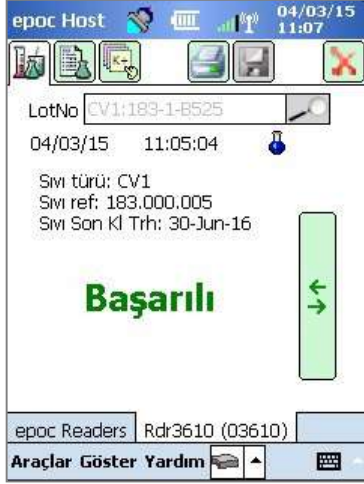 epoc Host 04/03/15 11:07
LotNo CV1:183-1-B525
04/03/15 11:05:04
Sıvı türü: CV1
Sıvı ref: 183.000.005
Sıvı Son Kl Trh: 30-Jun-16
Başarılı
epoc Readers Rdr3610 (03610)
Araçlar Göster Yardım